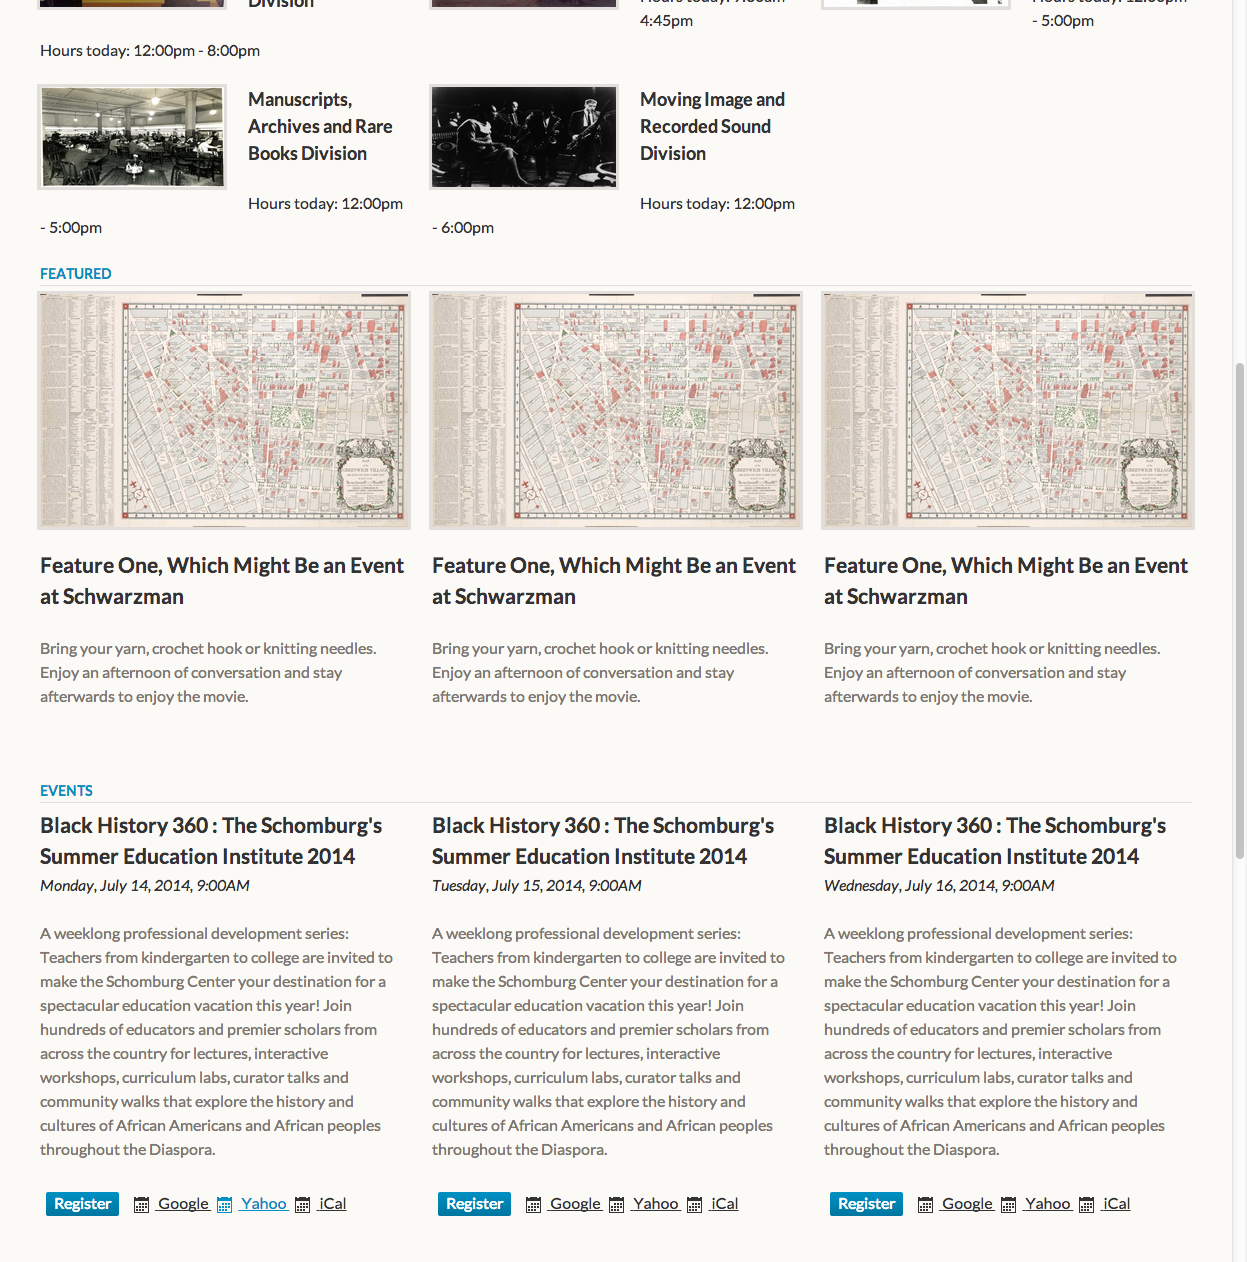 Division
Hours today: 12:00pm - 8:00pm
4:45pm
- 5:00pm
Manuscripts,
Archives and Rare
Books Division
Hours today: 12:00pm
- 5:00pm
Moving Image and
Recorded Sound
Division
Hours today: 12:00pm
- 6:00pm
FEATURED
GREENWICH VILLAGE
GREENWICH VILLAGE
GREENWICH VILLAGE
Feature One, Which Might Be an Event
at Schwarzman
Bring your yarn, crochet hook or knitting needles.
Enjoy an afternoon of conversation and stay
afterwards to enjoy the movie.
Feature One, Which Might Be an Event
at Schwarzman
Bring your yarn, crochet hook or knitting needles.
Enjoy an afternoon of conversation and stay
afterwards to enjoy the movie.
Feature One, Which Might Be an Event
at Schwarzman
Bring your yarn, crochet hook or knitting needles.
Enjoy an afternoon of conversation and stay
afterwards to enjoy the movie.
EVENTS
Black History 360 : The Schomburg's
Summer Education Institute 2014
Monday, July 14, 2014, 9:00AM
A weeklong professional development series:
Teachers from kindergarten to college are invited to
make the Schomburg Center your destination for a
spectacular education vacation this year! Join
hundreds of educators and premier scholars from
across the country for lectures, interactive
workshops, curriculum labs, curator talks and
community walks that explore the history and
cultures of African Americans and African peoples
throughout the Diaspora.
Register Google Yahoo iCal
Black History 360 : The Schomburg's
Summer Education Institute 2014
Tuesday, July 15, 2014, 9:00AM
A weeklong professional development series:
Teachers from kindergarten to college are invited to
make the Schomburg Center your destination for a
spectacular education vacation this year! Join
hundreds of educators and premier scholars from
across the country for lectures, interactive
workshops, curriculum labs, curator talks and
community walks that explore the history and
cultures of African Americans and African peoples
throughout the Diaspora.
Register Google Yahoo iCal
Black History 360 : The Schomburg's
Summer Education Institute 2014
Wednesday, July 16, 2014, 9:00AM
A weeklong professional development series:
Teachers from kindergarten to college are invited to
make the Schomburg Center your destination for a
spectacular education vacation this year! Join
hundreds of educators and premier scholars from
across the country for lectures, interactive
workshops, curriculum labs, curator talks and
community walks that explore the history and
cultures of African Americans and African peoples
throughout the Diaspora.
Register Google Yahoo iCal